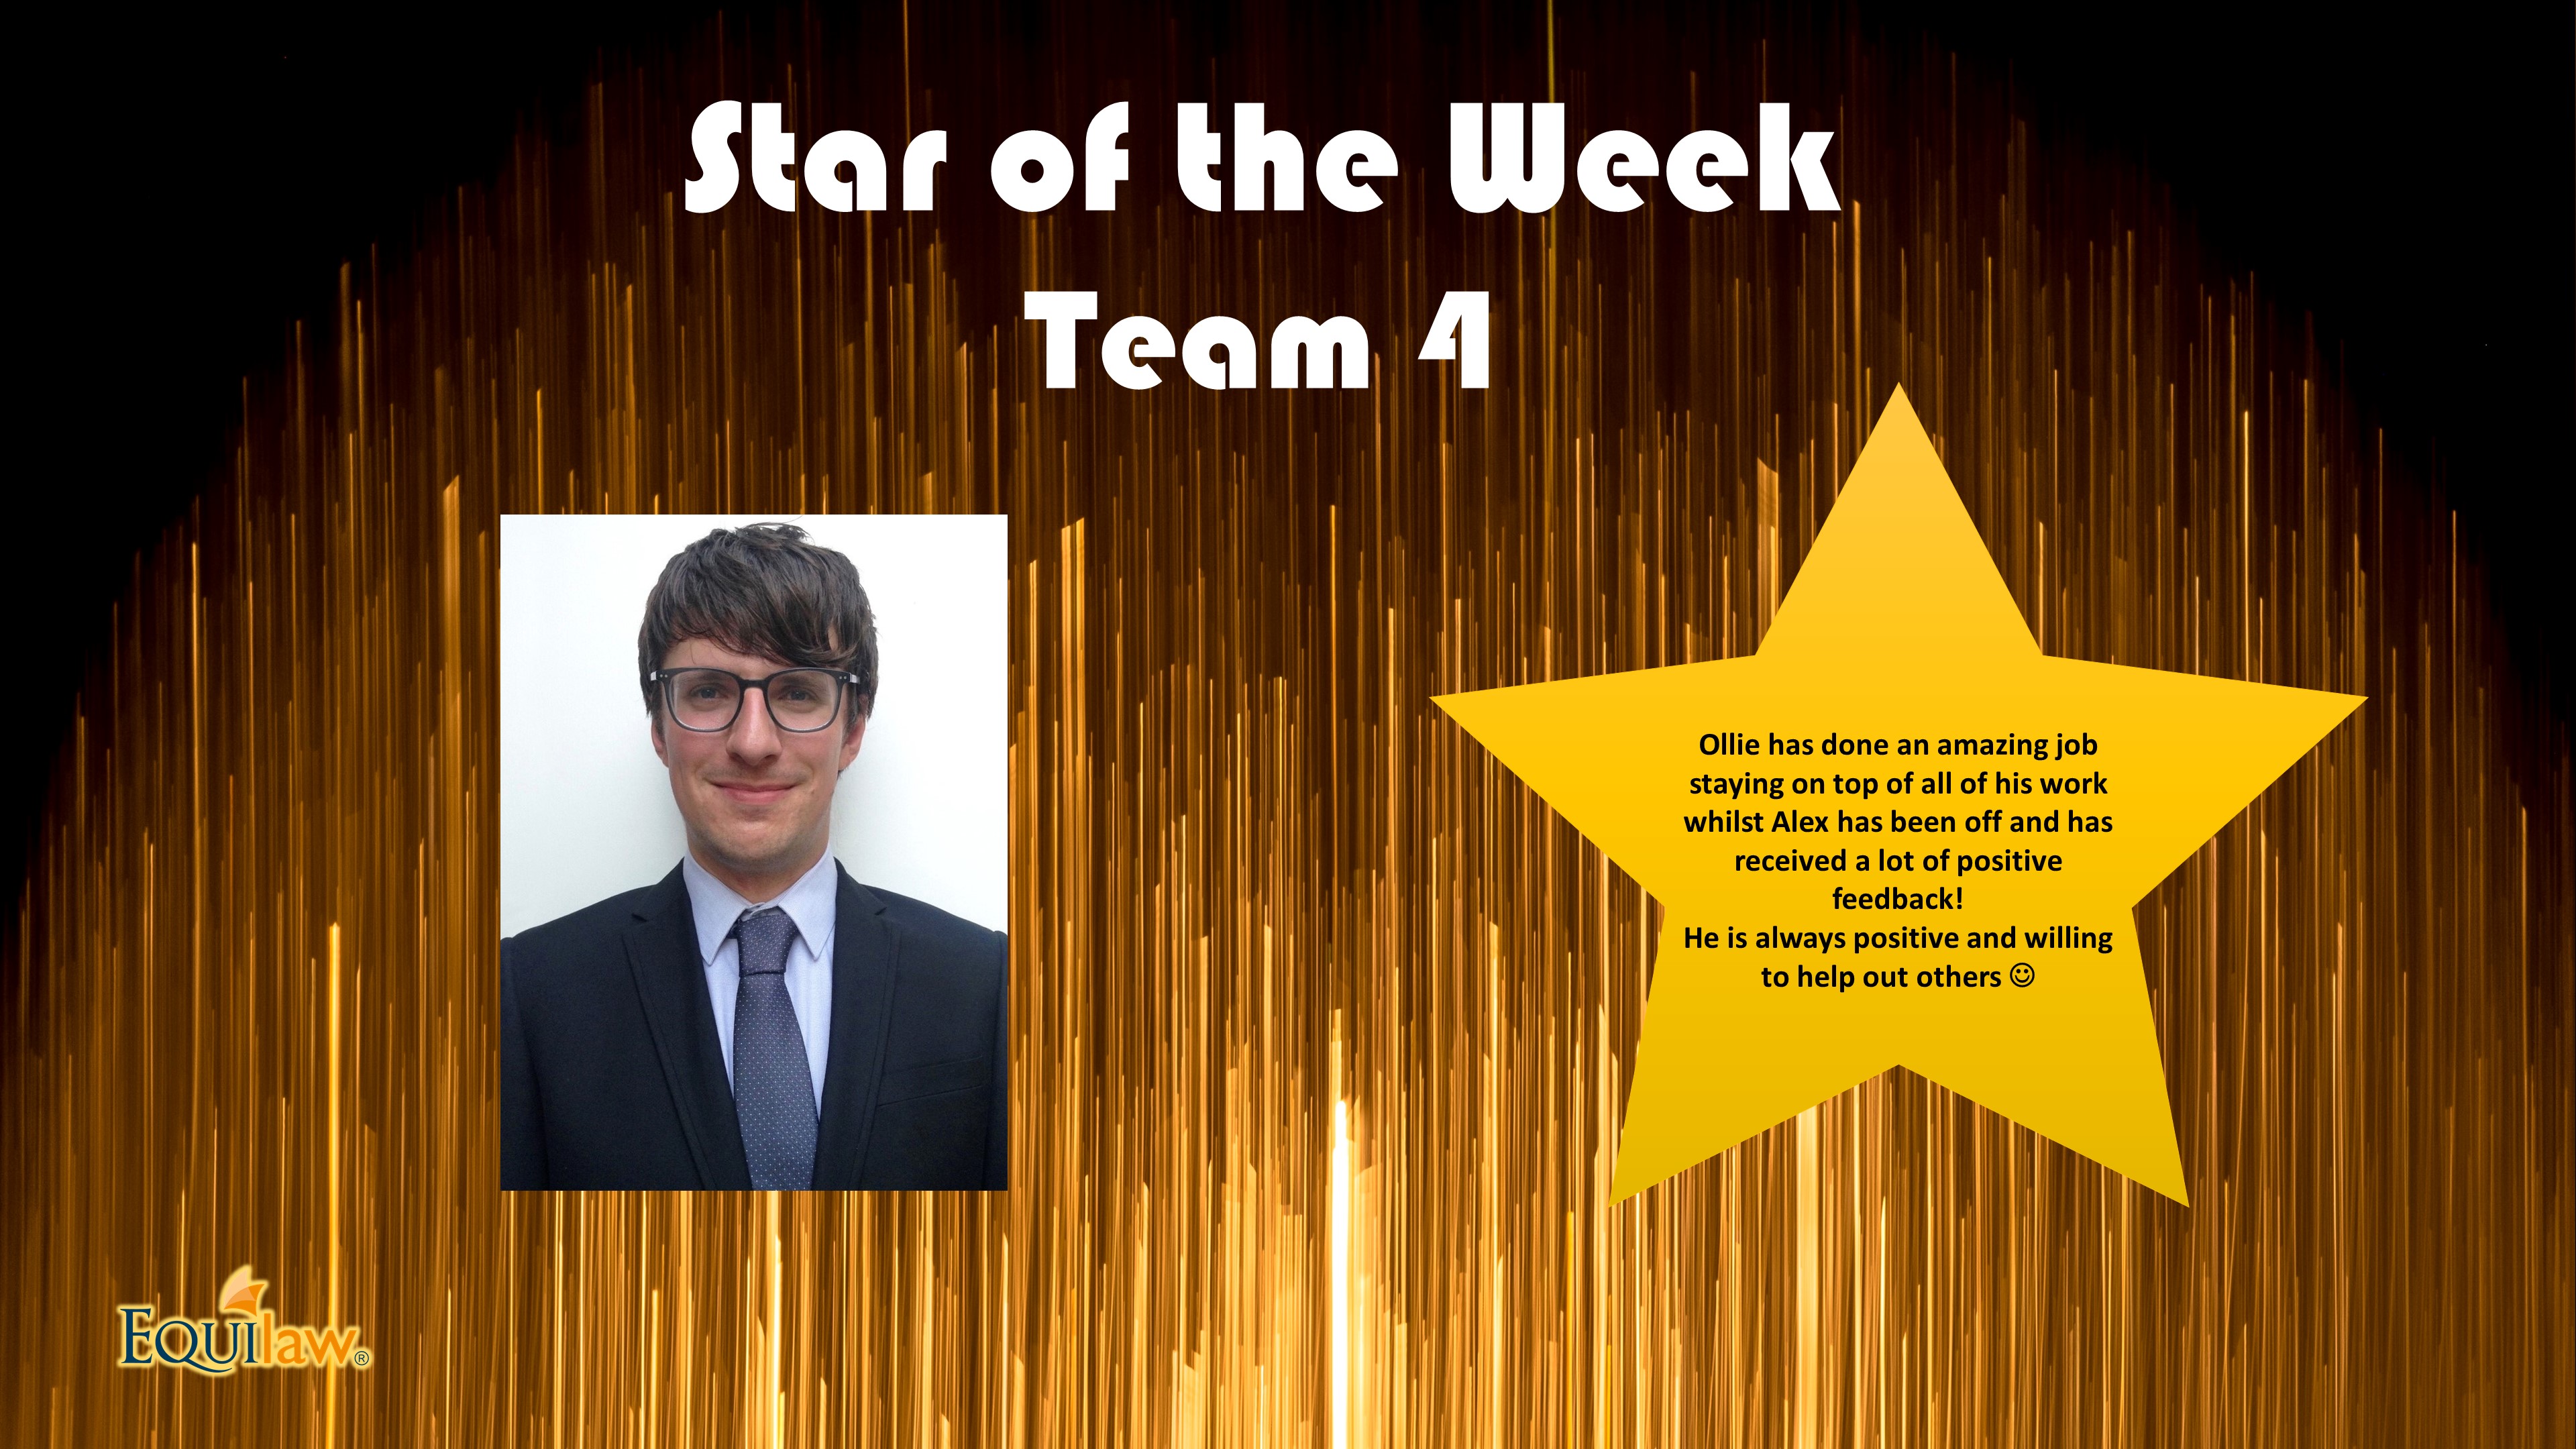 Star of the Week
Team 4
Ollie has done an amazing job
staying on top of all of his work
whilst Alex has been off and has
received a lot of positive
feedback!
He is always positive and willing
to help out others ☺
EQUIlaw®